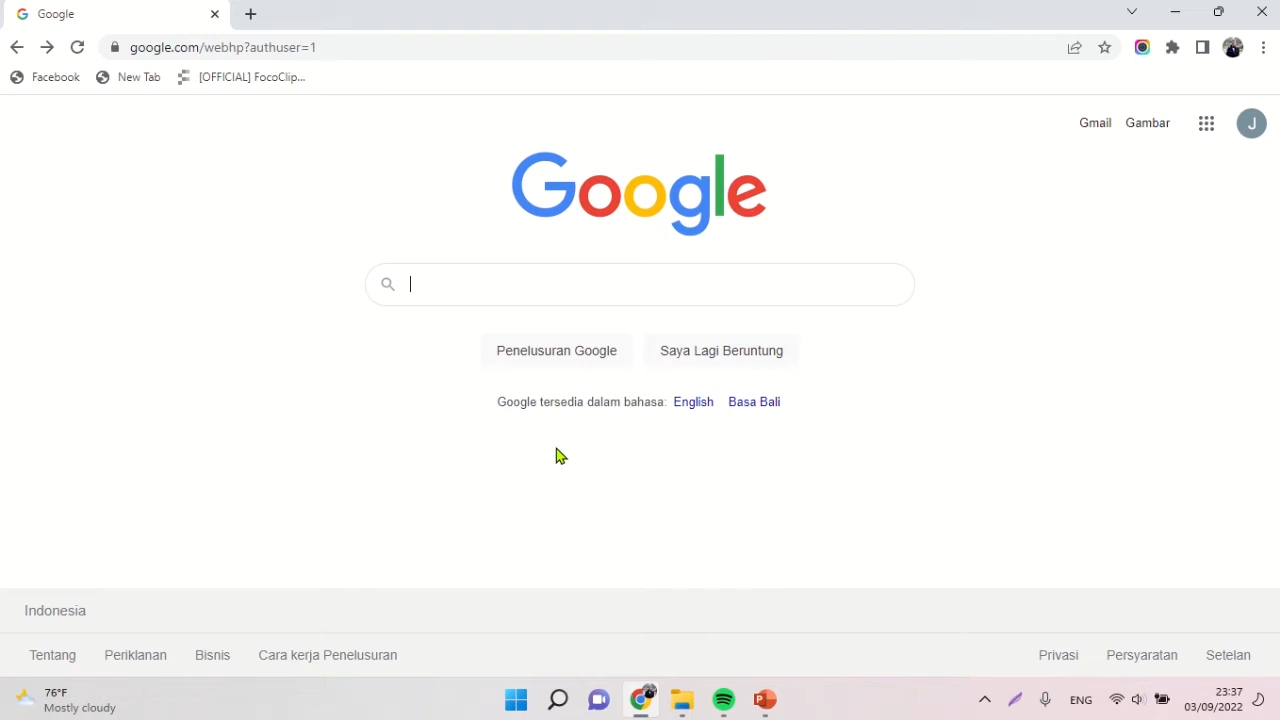 Google
google.com/webhp?authuser=1
Facebook
New Tab
[OFFICIAL] FocoClip...
Gmail
Gambar
J
Google
Penelusuran Google
Saya Lagi Beruntung
Google tersedia dalam bahasa: English Basa Bali
Indonesia
Tentang
Periklanan
Bisnis
Cara kerja Penelusuran
Privasi
Persyaratan
Setelan
76°F
Mostly cloudy
ENG
23:37
03/09/2022